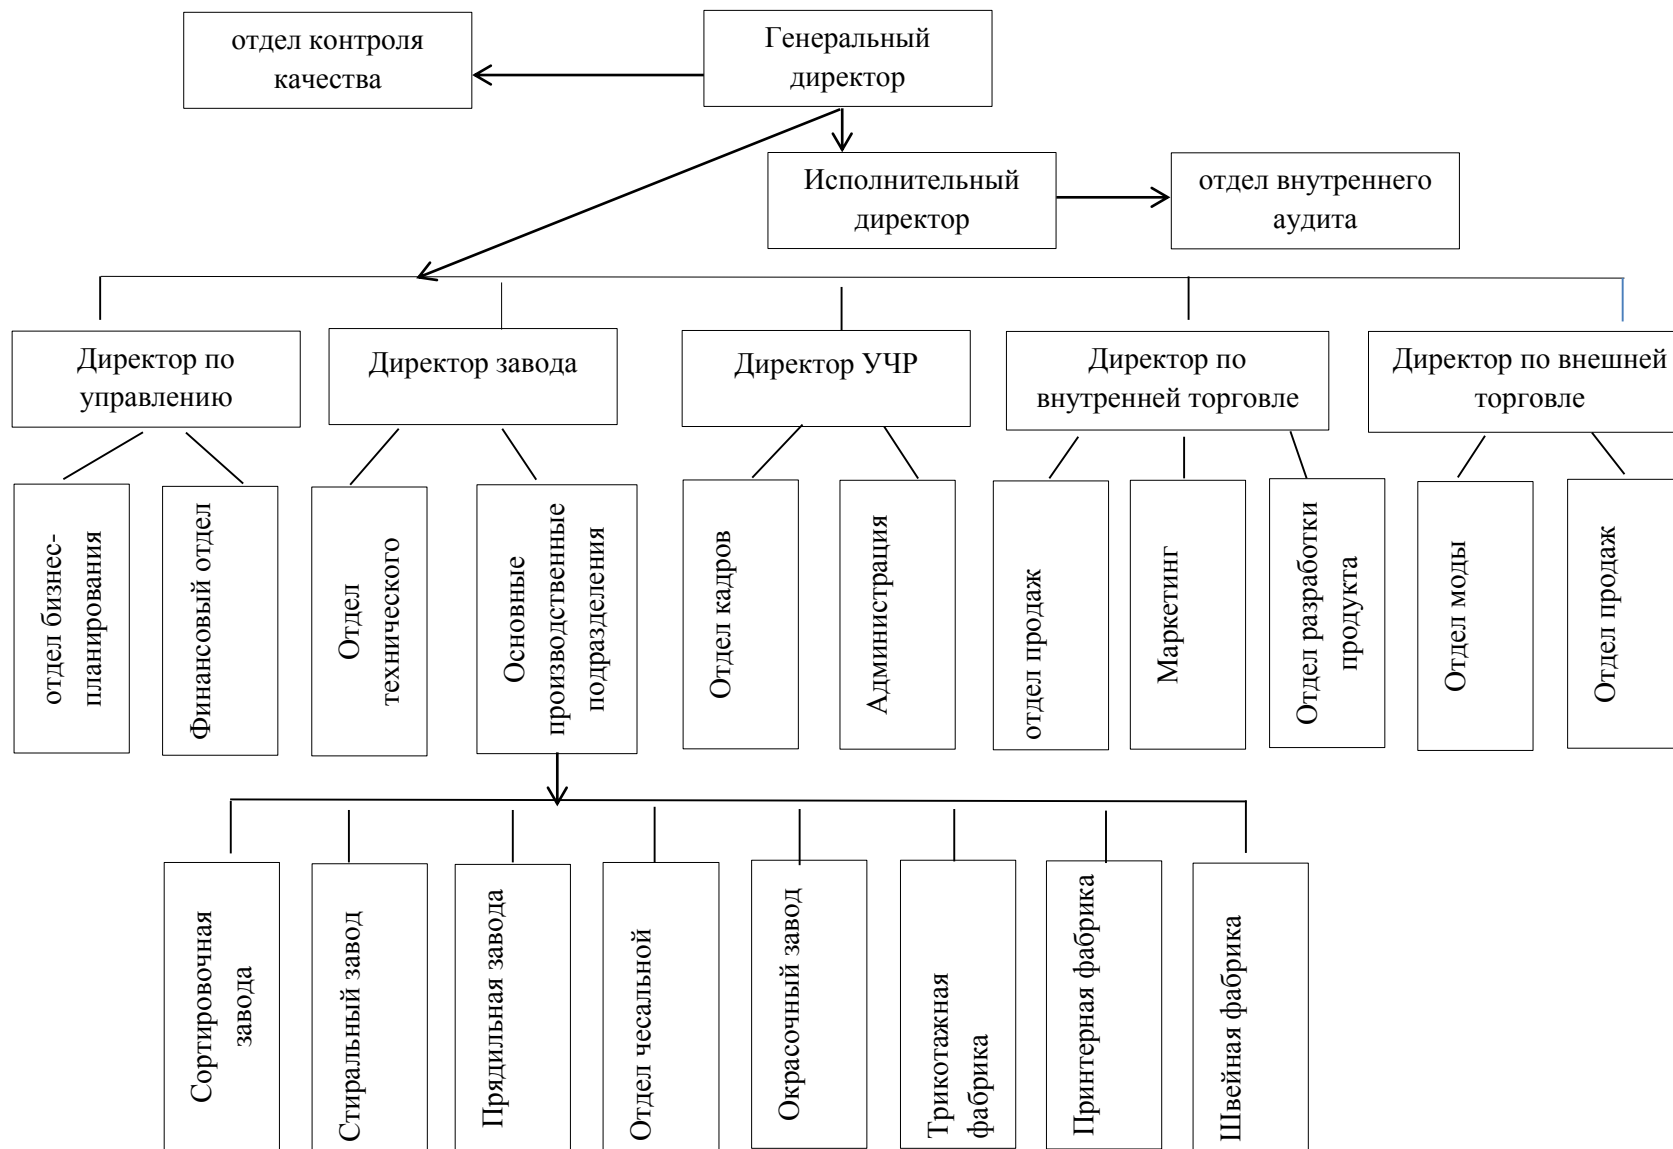 отдел контроля
качества
Генеральный
директор
Исполнительный
директор
отдел внутреннего
аудита
Директор по
управлению
Директор завода
Директор УЧР
Директор по
внутренней торговле
Директор по внешней
торговле
отдел бизнес-
планирования
Финансовый отдел
Отдел
технического
Основные
производственные
подразделения
Отдел кадров
Администрация
отдел продаж
Маркетинг
Отдел разработки
продукта
Отдел моды
Отдел продаж
Сортировочная
завода
Стиральный завод
Прядильная завода
Отдел чесальной
Окрасочный завод
Трикотажная
фабрика
Принтерная фабрика
Швейная фабрика